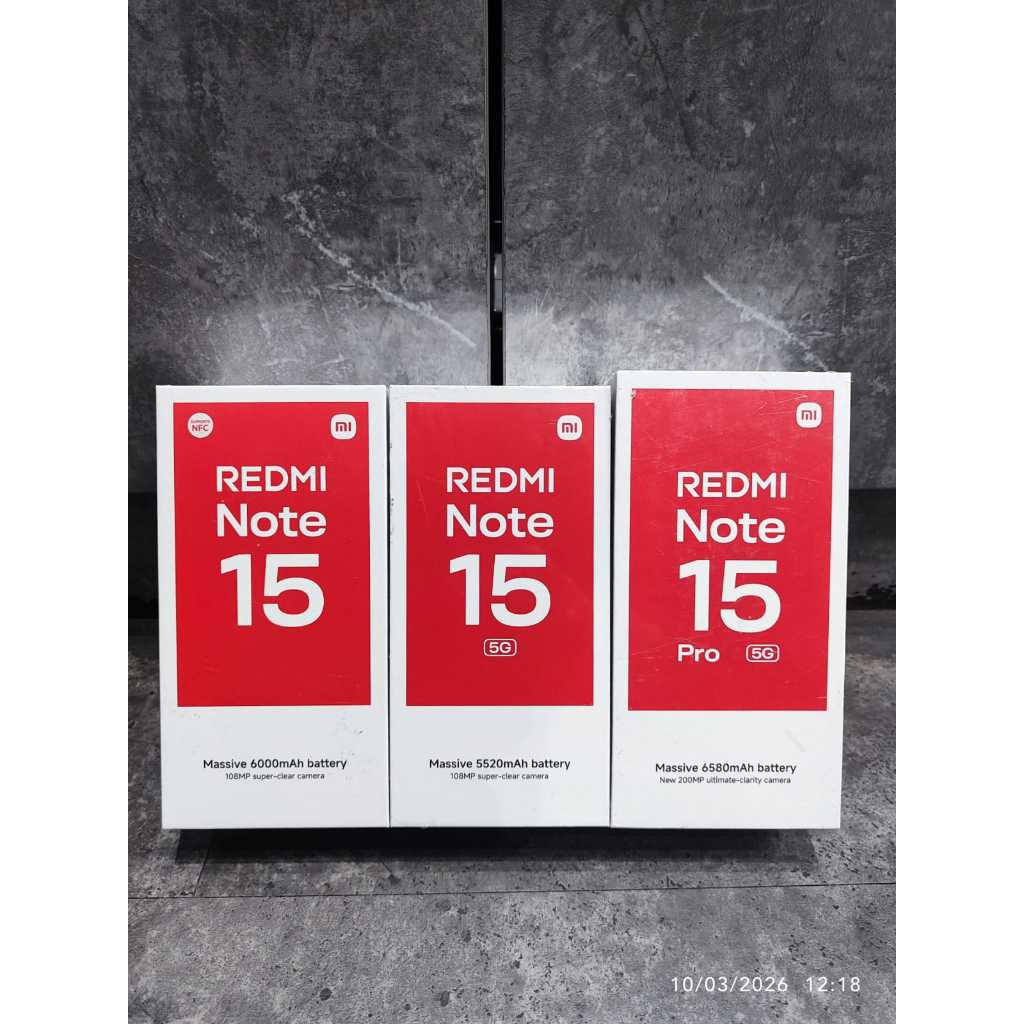 SUPPORTS
NFC
mi
REDMI
Note
15
Massive 6000mAh battery
108MP super-clear camera
mi
REDMI
Note
15
5G
Massive 5520mAh battery
108MP super-clear camera
mi
REDMI
Note
15
Pro 5G
Massive 6580mAh battery
New 200MP ultimate-clarity camera
10/03/2026 12:18